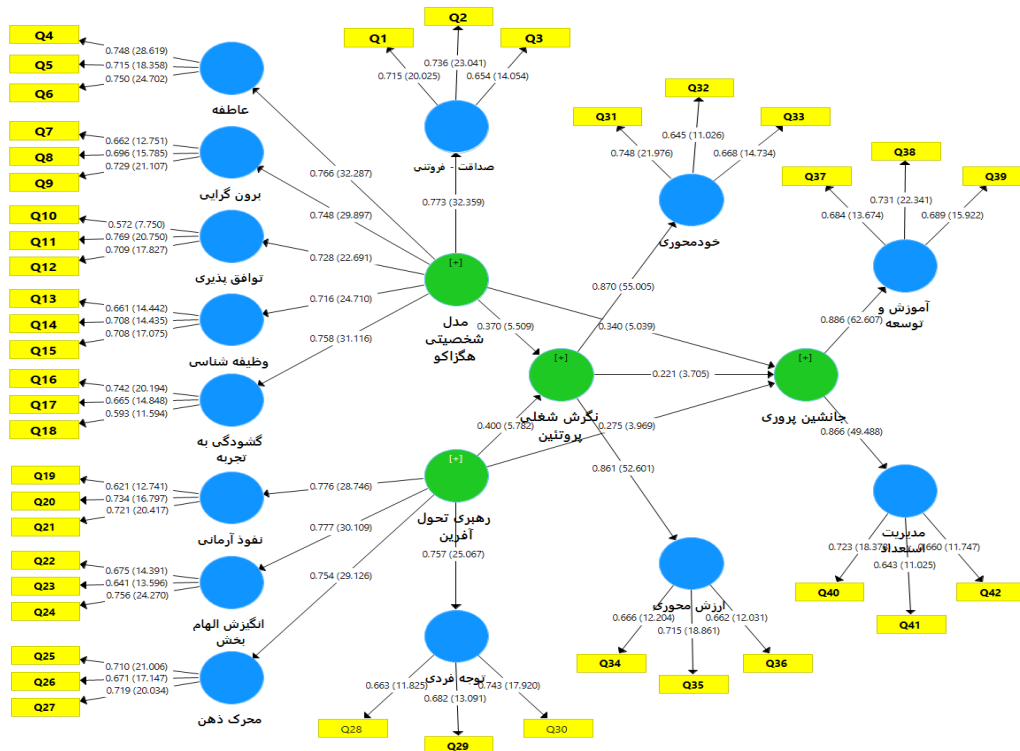 Q4
Q5
Q6
0.748 (28.619)
0.715 (18.358)
0.750 (24.702)
عاطفه
Q7
Q8
Q9
0.662 (12.751)
0.696 (15.785)
0.729 (21.107)
برون گرایی
Q10
Q11
Q12
0.572 (7.750)
0.769 (20.750)
0.709 (17.827)
توافق پذیری
Q13
Q14
Q15
0.661 (14.442)
0.708 (14.435)
0.708 (17.075)
وظیفه شناسی
Q16
Q17
Q18
0.742 (20.194)
0.665 (14.848)
0.593 (11.594)
گشودگی به
تجربه
Q19
Q20
Q21
0.621 (12.741)
0.734 (16.797)
0.721 (20.417)
نفوذ آرمانی
Q22
Q23
Q24
0.675 (14.391)
0.641 (13.596)
0.756 (24.270)
انگیزش الهام
بخش
Q25
Q26
Q27
0.710 (21.006)
0.671 (17.147)
0.719 (20.034)
محرک ذهن
Q1
Q2
Q3
0.715 (20.025)
0.736 (23.041)
0.654 (14.054)
صداقت - فروتنی
0.766 (32.287)
0.773 (32.359)
0.748 (29.897)
0.728 (22.691)
0.716 (24.710)
0.758 (31.116)
[+]
مدل
شخصیتی
هگزاکو
0.370 (5.509)
0.340 (5.039)
[+]
نگرش شغلی
پروتئین
0.221 (3.705)
0.400 (5.782)
0.275 (3.969)
[+]
رهبری تحول
آفرین
0.776 (28.746)
0.777 (30.109)
0.754 (29.126)
0.757 (25.067)
توجه فردی
0.663 (11.825)
0.682 (13.091)
0.743 (17.920)
Q28
Q29
Q30
Q31
Q32
Q33
0.748 (21.976)
0.645 (11.026)
0.668 (14.734)
خودمحوری
0.870 (55.005)
0.861 (52.601)
ارزش محوری
0.666 (12.204)
0.715 (18.861)
0.662 (12.031)
Q34
Q35
Q36
Q37
Q38
Q39
0.684 (13.674)
0.731 (22.341)
0.689 (15.922)
آموزش و
توسعه
0.886 (62.607)
[+]
جانشین پروری
0.866 (49.488)
مدیریت
استعداد
0.643 (11.025)
0.660 (11.747)
Q40
Q41
Q42